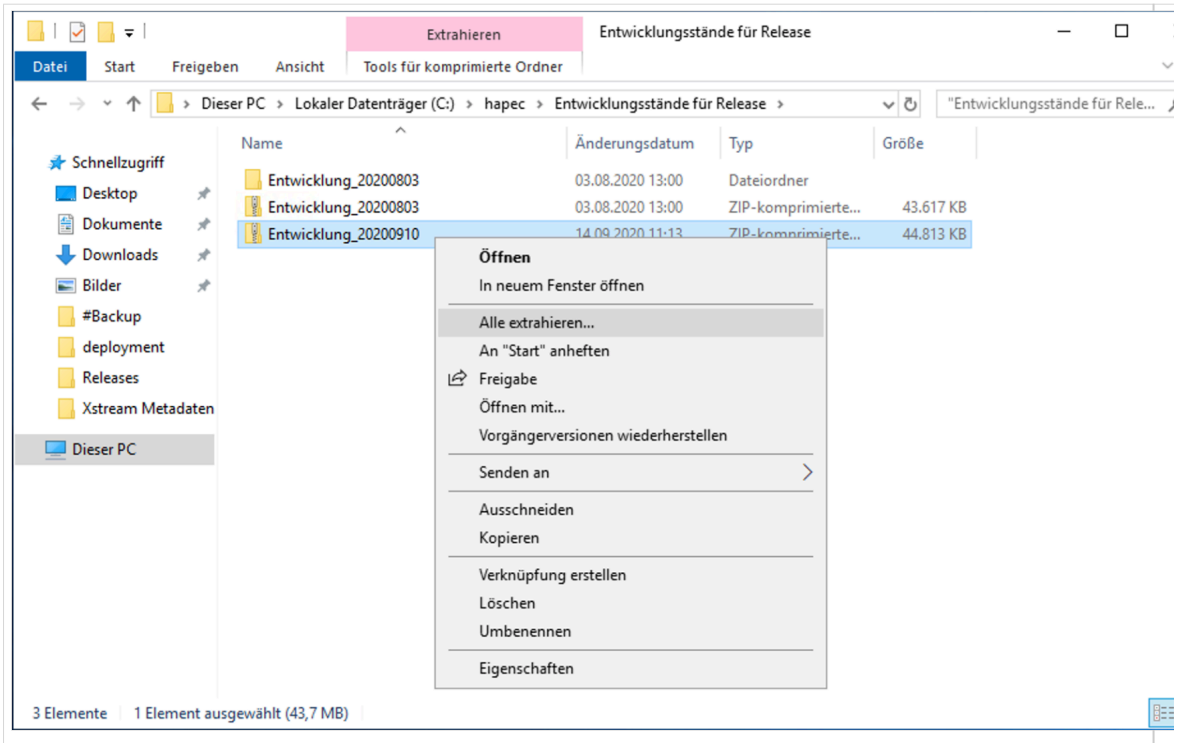 Extrahieren
Entwicklungsstände für Release
Datei Start Freigeben Ansicht Tools für komprimierte Ordner
Dieser PC > Lokaler Datenträger (C:) > hapec > Entwicklungsstände für Release >
"Entwicklungsstände für Rele...
Name Änderungsdatum Typ Größe
Schnellzugriff
Desktop
Dokumente
Downloads
Bilder
#Backup
deployment
Releases
Xstream Metadaten
Dieser PC
Entwicklung_20200803 03.08.2020 13:00 Dateiordner
Entwicklung_20200803 03.08.2020 13:00 ZIP-komprimierte... 43.617 KB
Entwicklung_20200910 14.09.2020 11:13 ZIP-komprimierte... 44.813 KB
Öffnen
In neuem Fenster öffnen
Alle extrahieren...
An "Start" anheften
Freigabe
Öffnen mit...
Vorgängerversionen wiederherstellen
Senden an
Ausschneiden
Kopieren
Verknüpfung erstellen
Löschen
Umbenennen
Eigenschaften
3 Elemente 1 Element ausgewählt (43,7 MB)